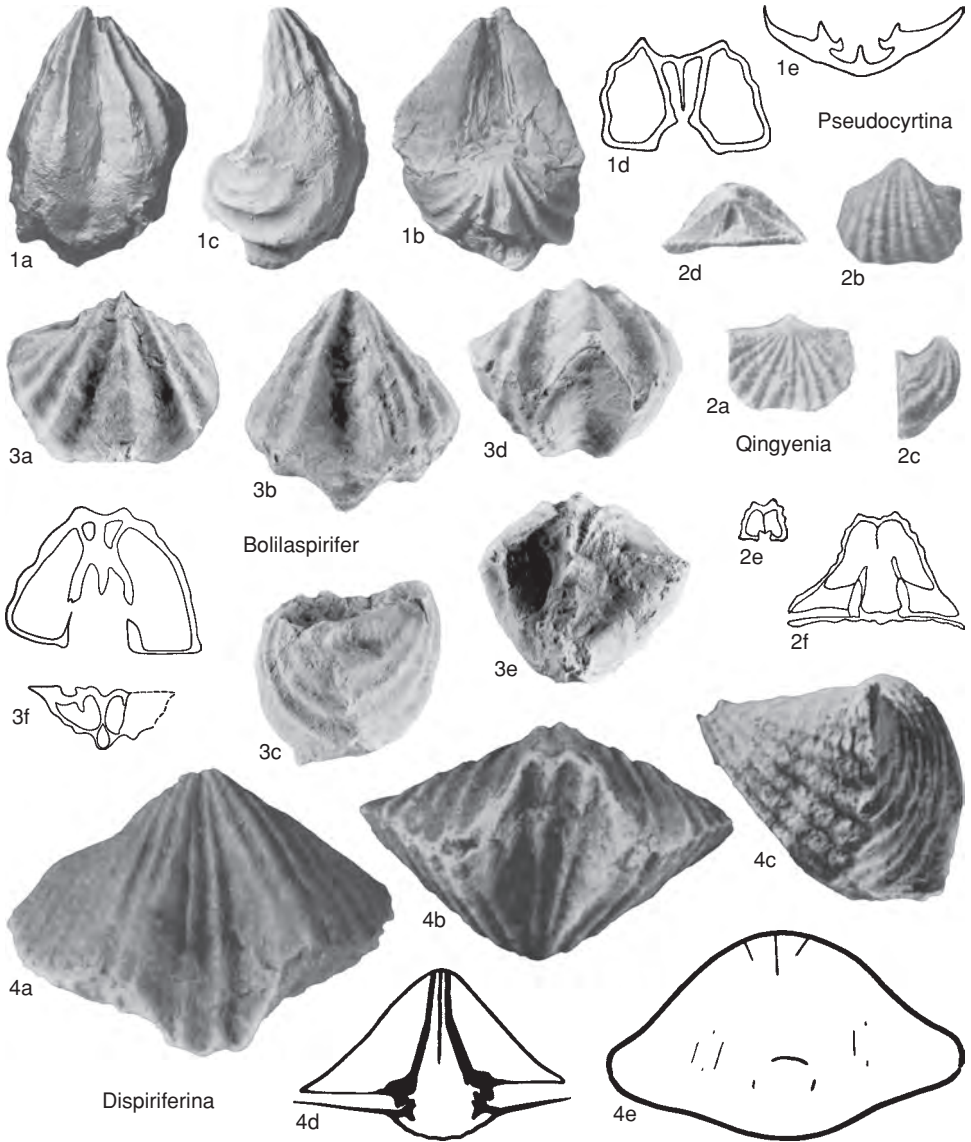 1a
1c
1b
1d
1e
Pseudocyrtina
2d
2b
3a
3b
3d
2a
Qingyenia
2c
Bolilaspirifer
3e
2e
2f
3f
3c
4a
4b
4c
Dispiriferina
4d
4e